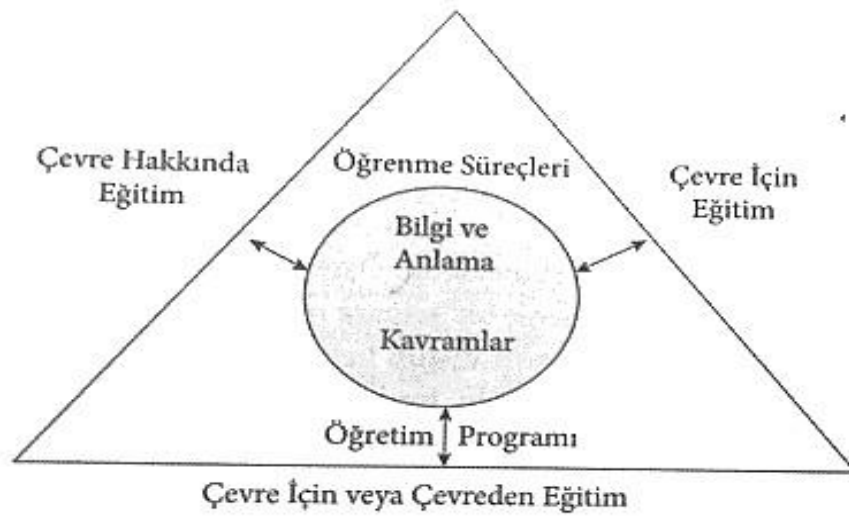 Çevre Hakkında
Eğitim
Öğrenme Süreçleri
Çevre İçin
Eğitim
Bilgi ve
Anlama
Kavramlar
Öğretim Programı
Çevre İçin veya Çevreden Eğitim